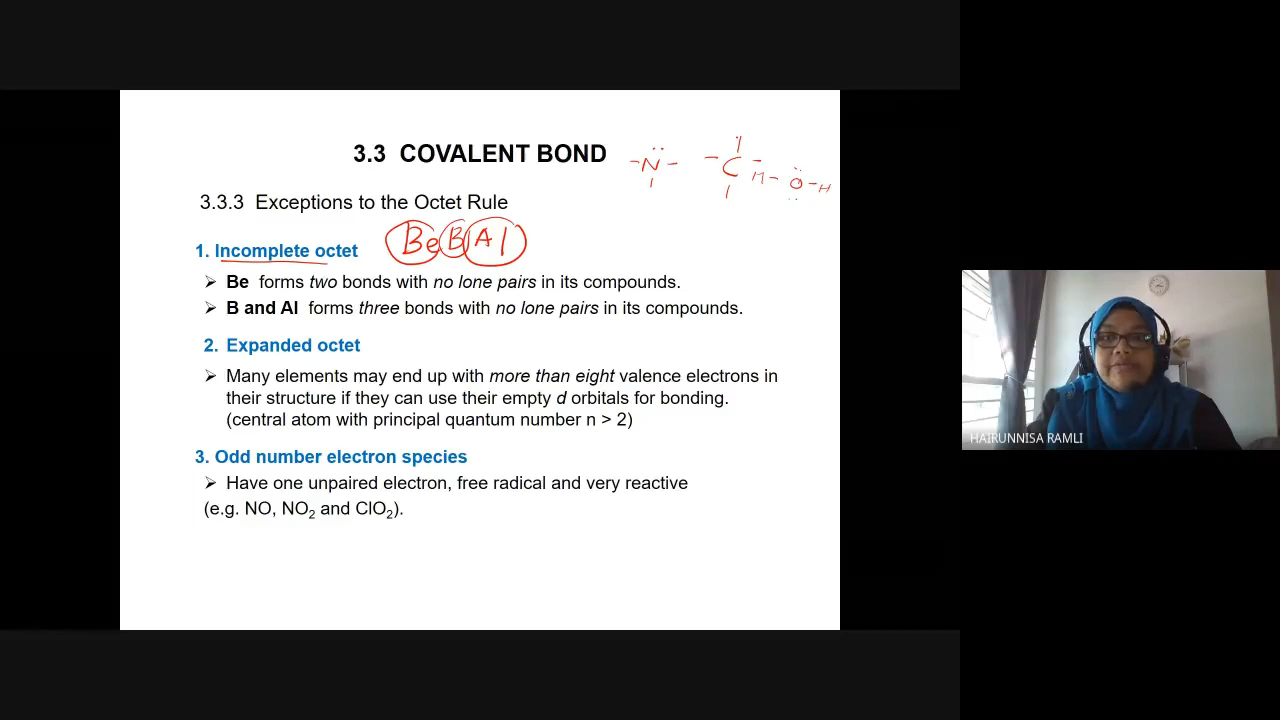 3.3 COVALENT BOND
N C H O H
3.3.3 Exceptions to the Octet Rule
1. Incomplete octet Be B Al
➢ Be forms two bonds with no lone pairs in its compounds.
➢ B and Al forms three bonds with no lone pairs in its compounds.
2. Expanded octet
➢ Many elements may end up with more than eight valence electrons in
their structure if they can use their empty d orbitals for bonding.
(central atom with principal quantum number n > 2)
3. Odd number electron species
➢ Have one unpaired electron, free radical and very reactive
(e.g. NO, NO₂ and ClO₂).
HAIRUNNISA RAMLI